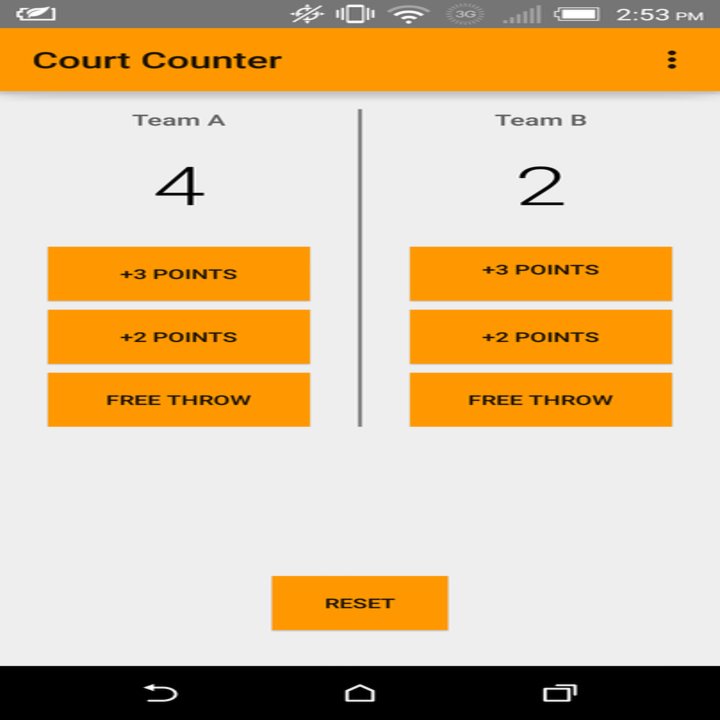 3G 2:53 PM
Court Counter
Team A
Team B
4
2
+3 POINTS
+3 POINTS
+2 POINTS
+2 POINTS
FREE THROW
FREE THROW
RESET